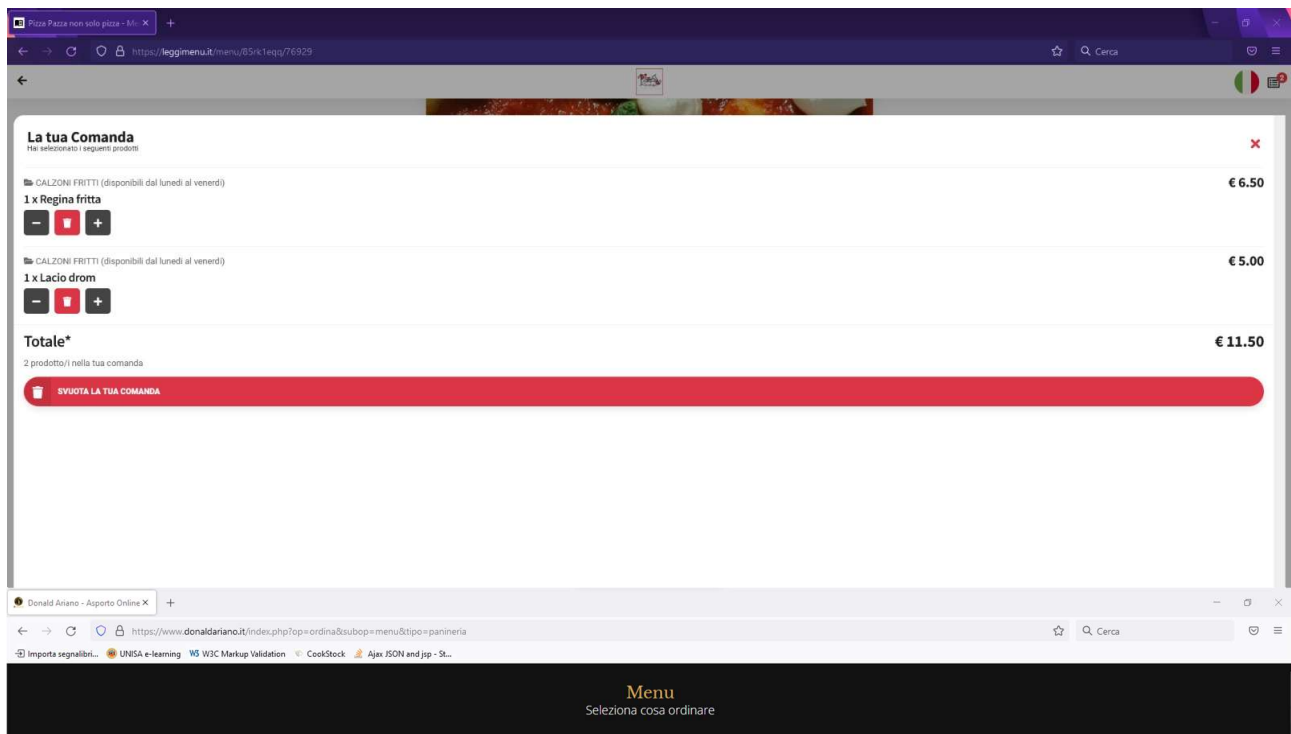 Pizza Pazza non solo pizza - Me
https://leggimenu.it/menu/85rk1eqq/76929
Cerca
2
La tua Comanda
Hai selezionato i seguenti prodotti
CALZONI FRITTI (disponibili dal lunedì al venerdì)
€ 6.50
1 x Regina fritta
CALZONI FRITTI (disponibili dal lunedì al venerdì)
€ 5.00
1 x Lacio drom
Totale*
€ 11.50
2 prodotto/i nella tua comanda
SVUOTA LA TUA COMANDA
Donald Ariano - Asporto Online
https://www.donaldariano.it/index.php?op=ordina&subop=menu&tipo=panineria
Cerca
Importa segnalibri... UNISA e-learning W3 W3C Markup Validation CookStock Ajax JSON and jsp - St...
Menu
Seleziona cosa ordinare